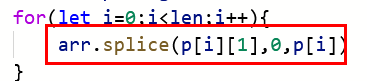 for(let i=0;i<len;i++){
arr.splice(p[i][1],0,p[i])
}